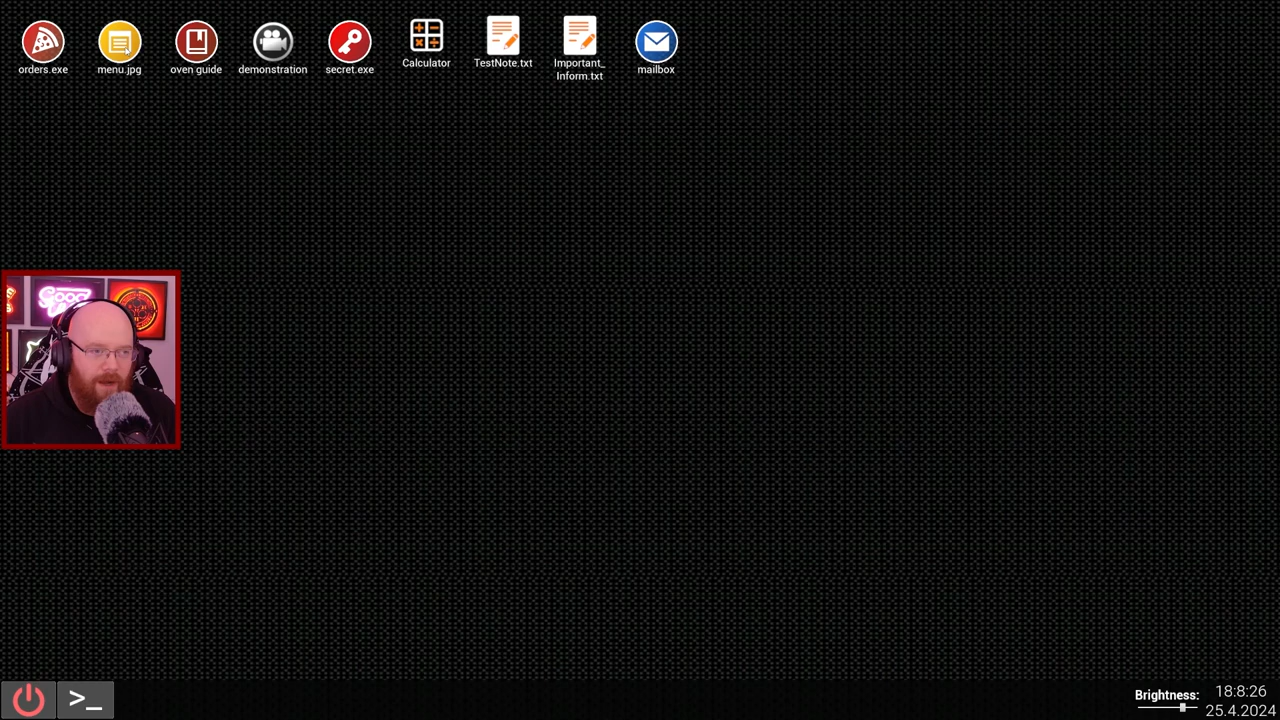 orders.exe
menu.jpg
oven guide
demonstration
secret.exe
Calculator
TestNote.txt
Important_
Inform.txt
mailbox
Good
>_
Brightness:
18:8:26
25.4.2024